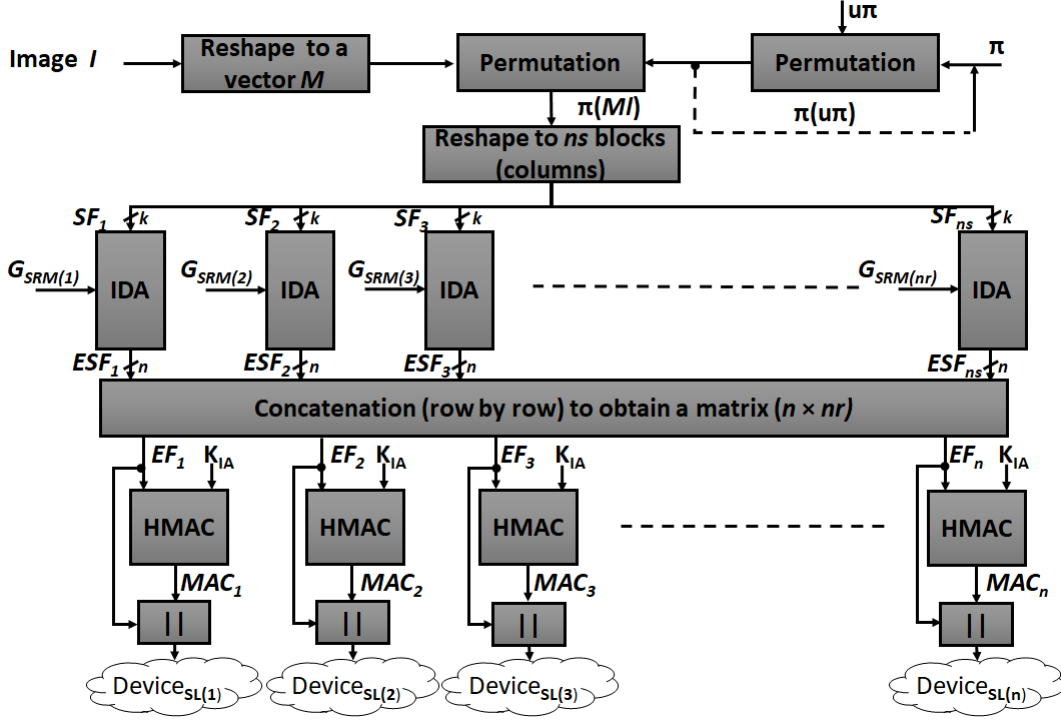 uπ
Image I
Reshape to a
vector M
Permutation
Permutation
π
π(MI)
π(uπ)
Reshape to ns blocks
(columns)
SF1 k
SF2 k
SF3 k
SFns k
GSRM(1)
IDA
GSRM(2)
IDA
GSRM(3)
IDA
GSRM(nr)
IDA
ESF1 n
ESF2 n
ESF3 n
ESFns n
Concatenation (row by row) to obtain a matrix (n × nr)
EF1 KIA
EF2 KIA
EF3 KIA
EFn KIA
HMAC
HMAC
HMAC
HMAC
MAC1
MAC2
MAC3
MACn
||
||
||
||
DeviceSL(1)
DeviceSL(2)
DeviceSL(3)
DeviceSL(n)